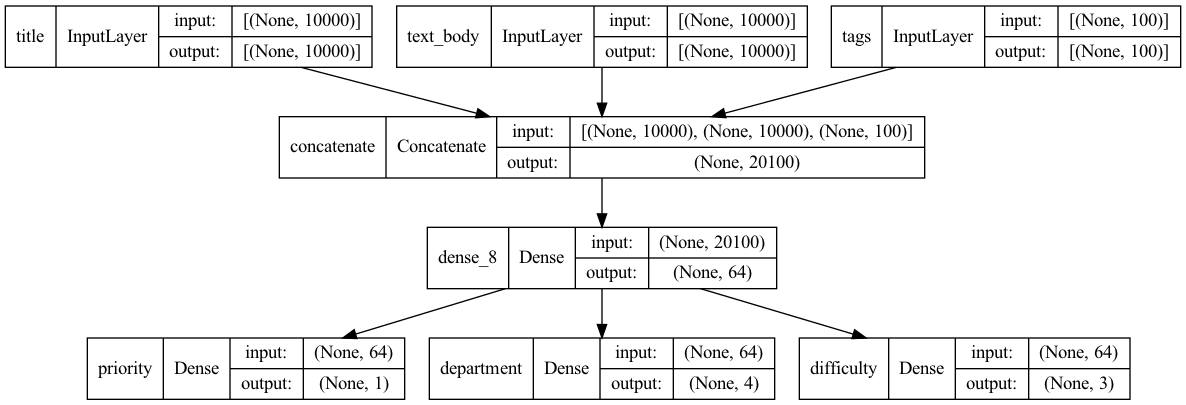 title InputLayer input: [(None, 10000)]
output: [(None, 10000)]
text_body InputLayer input: [(None, 10000)]
output: [(None, 10000)]
tags InputLayer input: [(None, 100)]
output: [(None, 100)]
concatenate Concatenate input: [(None, 10000), (None, 10000), (None, 100)]
output: (None, 20100)
dense_8 Dense input: (None, 20100)
output: (None, 64)
priority Dense input: (None, 64)
output: (None, 1)
department Dense input: (None, 64)
output: (None, 4)
difficulty Dense input: (None, 64)
output: (None, 3)